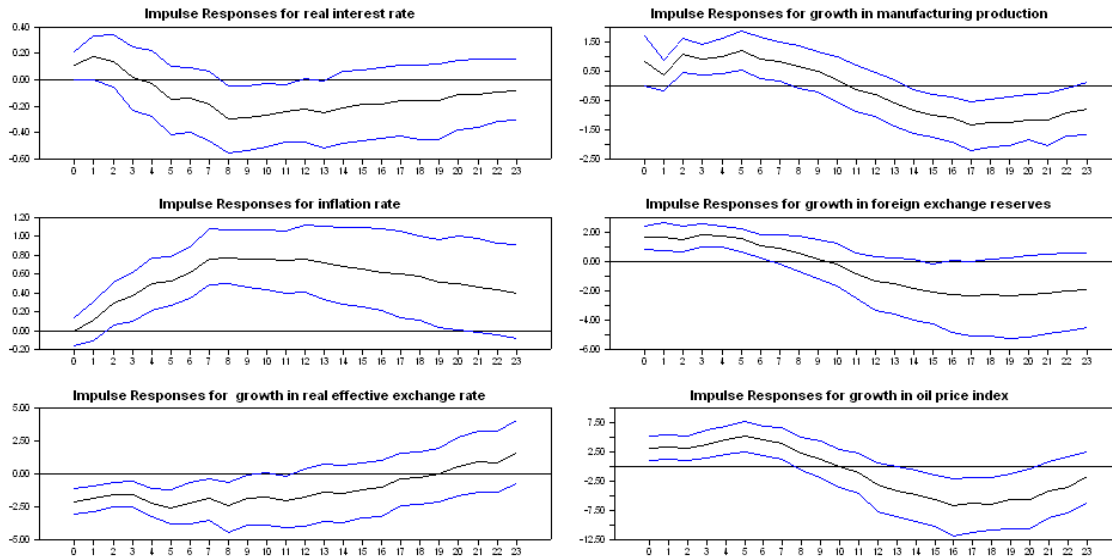 Impulse Responses for real interest rate
0.40
0.20
0.00
-0.20
-0.40
-0.60
0 1 2 3 4 5 6 7 8 9 10 11 12 13 14 15 16 17 18 19 20 21 22 23
Impulse Responses for growth in manufacturing production
1.50
0.50
-0.50
-1.50
-2.50
0 1 2 3 4 5 6 7 8 9 10 11 12 13 14 15 16 17 18 19 20 21 22 23
Impulse Responses for inflation rate
1.20
1.00
0.80
0.60
0.40
0.20
0.00
-0.20
0 1 2 3 4 5 6 7 8 9 10 11 12 13 14 15 16 17 18 19 20 21 22 23
Impulse Responses for growth in foreign exchange reserves
2.00
0.00
-2.00
-4.00
-6.00
0 1 2 3 4 5 6 7 8 9 10 11 12 13 14 15 16 17 18 19 20 21 22 23
Impulse Responses for growth in real effective exchange rate
5.00
2.50
0.00
-2.50
-5.00
0 1 2 3 4 5 6 7 8 9 10 11 12 13 14 15 16 17 18 19 20 21 22 23
Impulse Responses for growth in oil price index
7.50
2.50
-2.50
-7.50
-12.50
0 1 2 3 4 5 6 7 8 9 10 11 12 13 14 15 16 17 18 19 20 21 22 23